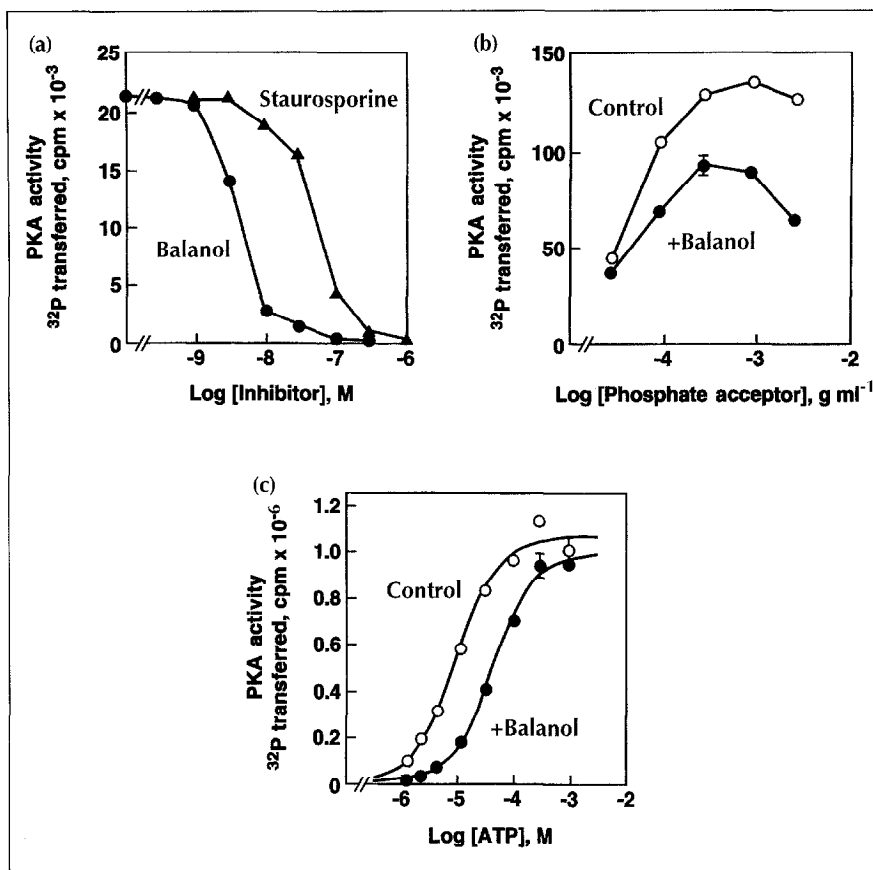 (a)
25
20
15
10
5
0
PKA activity
³²P transferred, cpm x 10⁻³
Staurosporine
Balanol
-9
-8
-7
-6
Log [Inhibitor], M
(b)
150
100
50
0
PKA activity
³²P transferred, cpm x 10⁻³
Control
+Balanol
-4
-3
-2
Log [Phosphate acceptor], g ml⁻¹
(c)
1.2
1.0
0.8
0.6
0.4
0.2
0
PKA activity
³²P transferred, cpm x 10⁻⁶
Control
+Balanol
-6
-5
-4
-3
-2
Log [ATP], M